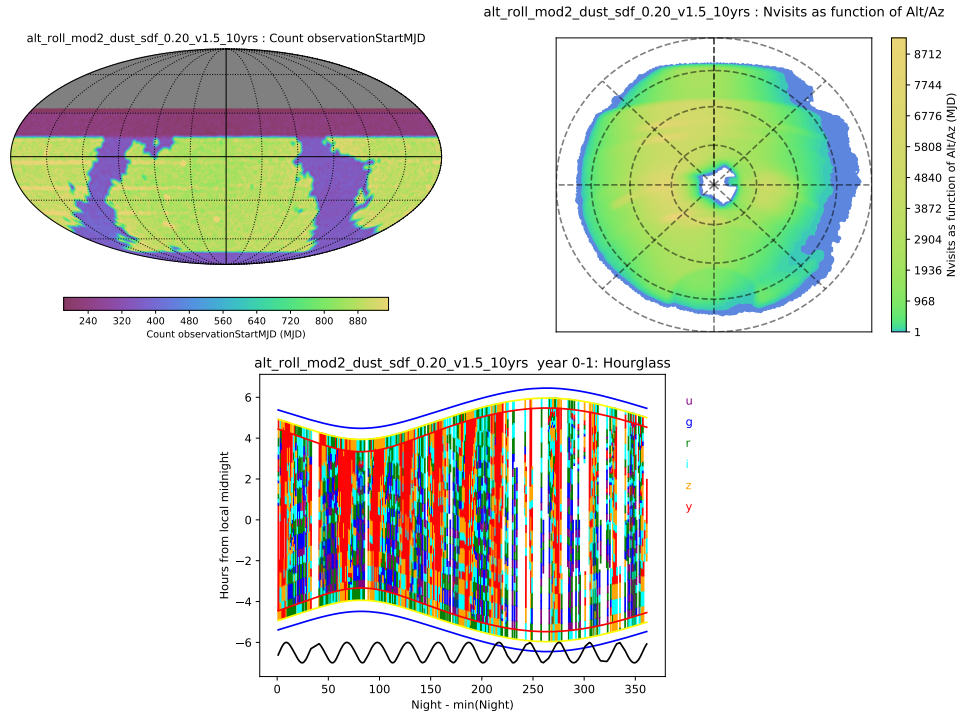 alt_roll_mod2_dust_sdf_0.20_v1.5_10yrs : Count observationStartMJD
240 320 400 480 560 640 720 800 880
Count observationStartMJD (MJD)
alt_roll_mod2_dust_sdf_0.20_v1.5_10yrs : Nvisits as function of Alt/Az
8712
7744
6776
5808
4840
3872
2904
1936
968
1
Nvisits as function of Alt/Az (MJD)
alt_roll_mod2_dust_sdf_0.20_v1.5_10yrs  year 0-1: Hourglass
6
4
2
0
−2
−4
−6
Hours from local midnight
0 50 100 150 200 250 300 350
Night - min(Night)
u
g
r
i
z
y